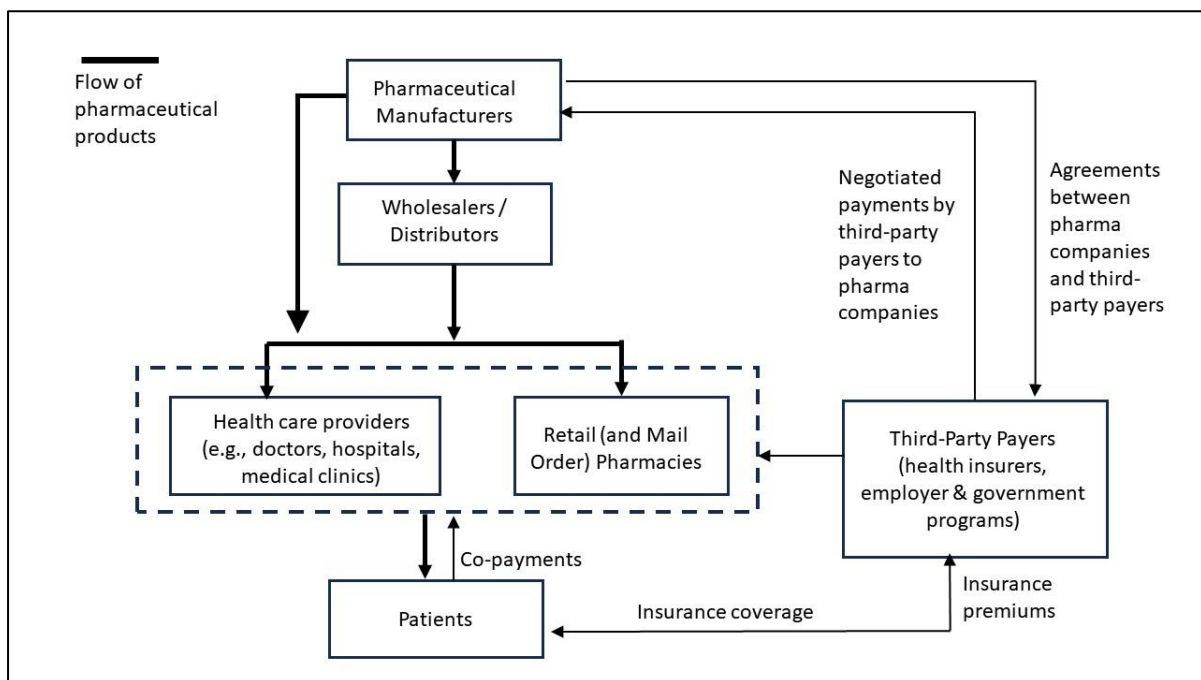 Flow of
pharmaceutical
products
Pharmaceutical
Manufacturers
Wholesalers /
Distributors
Negotiated
payments by
third-party
payers to
pharma
companies
Agreements
between
pharma
companies
and third-
party payers
Health care providers
(e.g., doctors, hospitals,
medical clinics)
Retail (and Mail
Order) Pharmacies
Third-Party Payers
(health insurers,
employer & government
programs)
Co-payments
Patients
Insurance coverage
Insurance
premiums